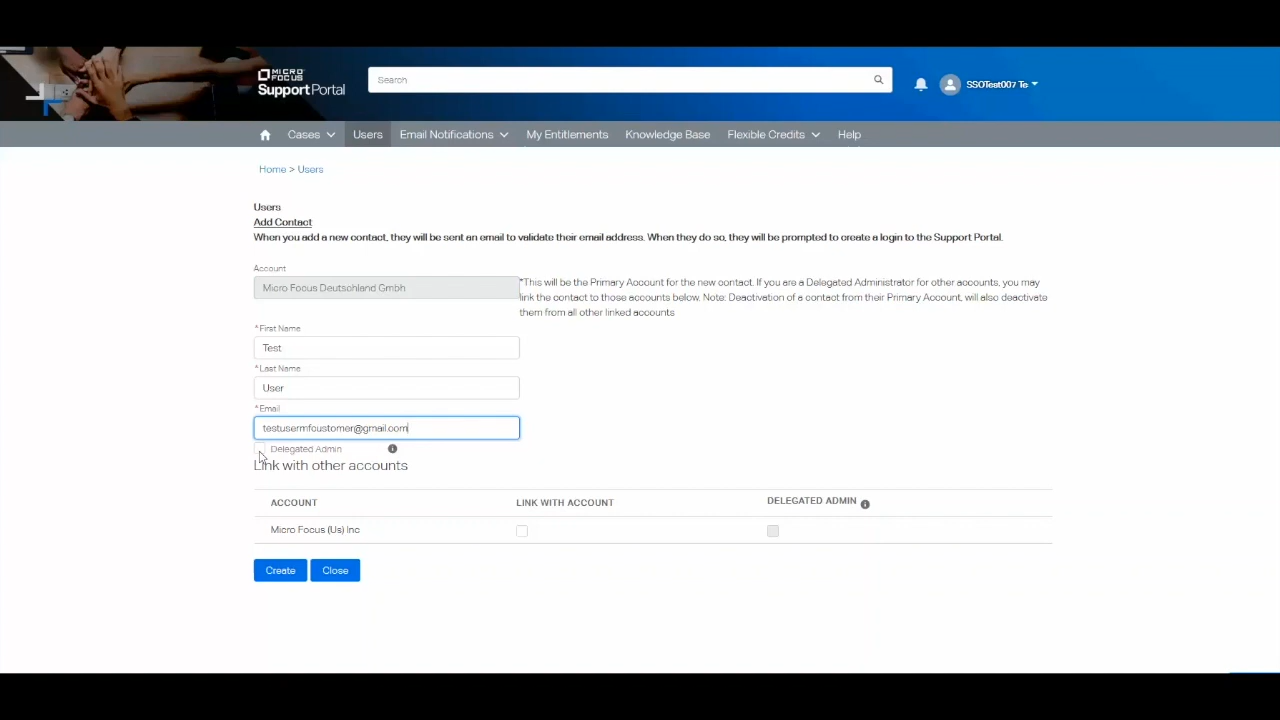 MICRO FOCUS
Support Portal
Search
SSOTest007 Te
Cases
Users
Email Notifications
My Entitlements
Knowledge Base
Flexible Credits
Help
Home > Users
Users
Add Contact
When you add a new contact, they will be sent an email to validate their email address. When they do so, they will be prompted to create a login to the Support Portal.
Account
Micro Focus Deutschland Gmbh
*This will be the Primary Account for the new contact. If you are a Delegated Administrator for other accounts, you may
link the contact to those accounts below. Note: Deactivation of a contact from their Primary Account, will also deactivate
them from all other linked accounts
*First Name
Test
*Last Name
User
*Email
testusermfcustomer@gmail.com
Delegated Admin
Link with other accounts
ACCOUNT
LINK WITH ACCOUNT
DELEGATED ADMIN
Micro Focus (Us) Inc
Create
Close